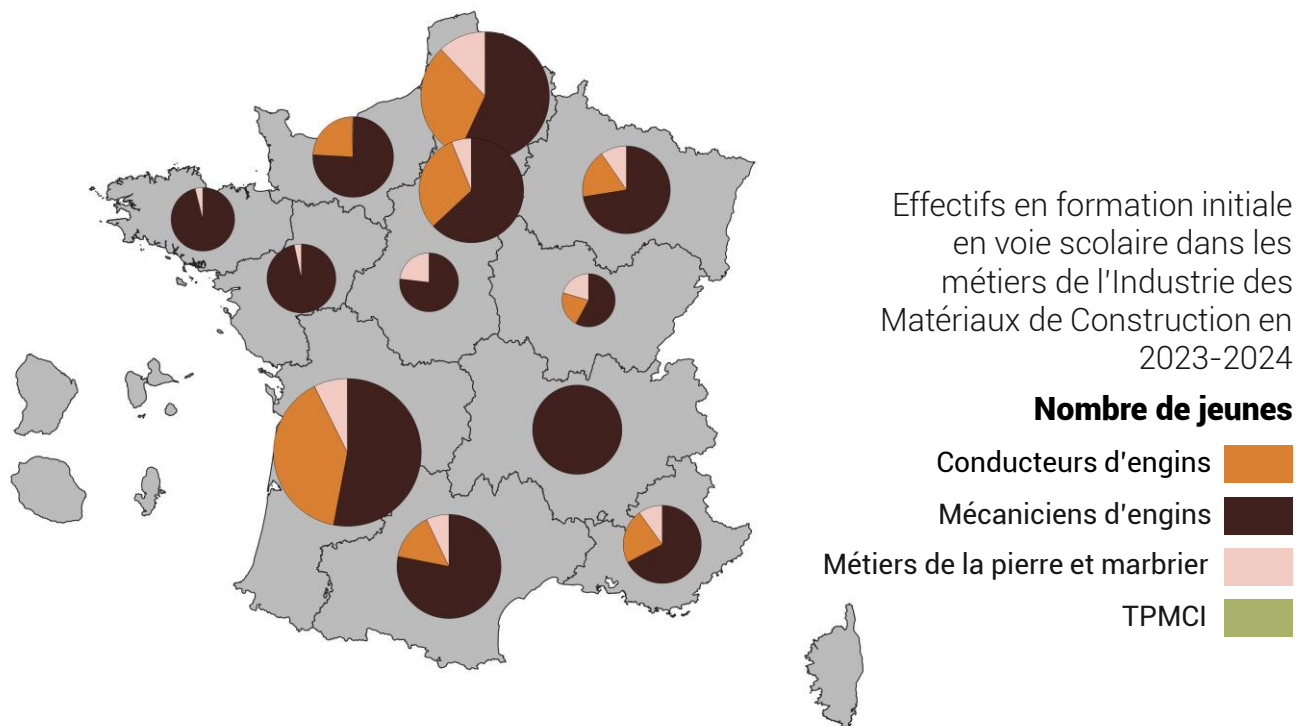 Effectifs en formation initiale
en voie scolaire dans les
métiers de l'Industrie des
Matériaux de Construction en
2023-2024
Nombre de jeunes
Conducteurs d'engins
Mécaniciens d'engins
Métiers de la pierre et marbrier
TPMCI